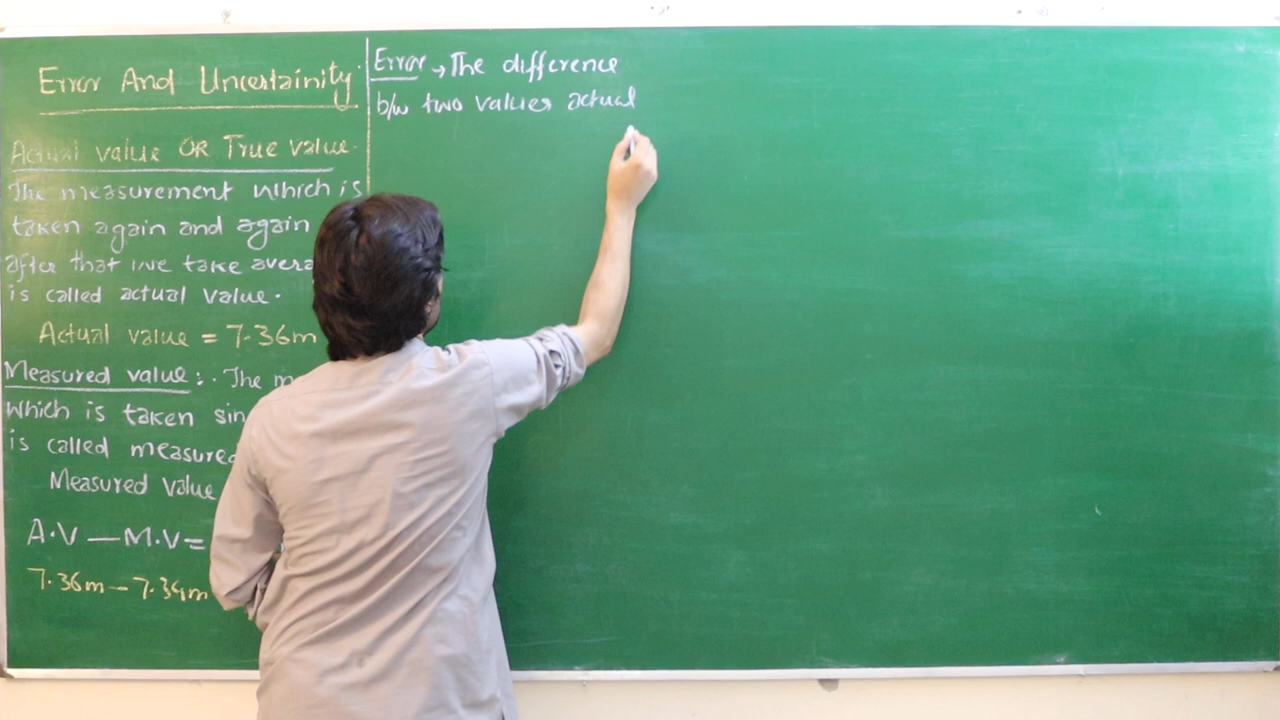 Error And Uncertainity
Actual value OR True value.
The measurement which is
taken again and again
after that we take avera
is called actual value.
Actual value = 7.36m
Measured value :. The m
which is taken sin
is called measured
Measured value
A.V — M.V =
7.36m — 7.34m
Error → The difference
b/w two values actual